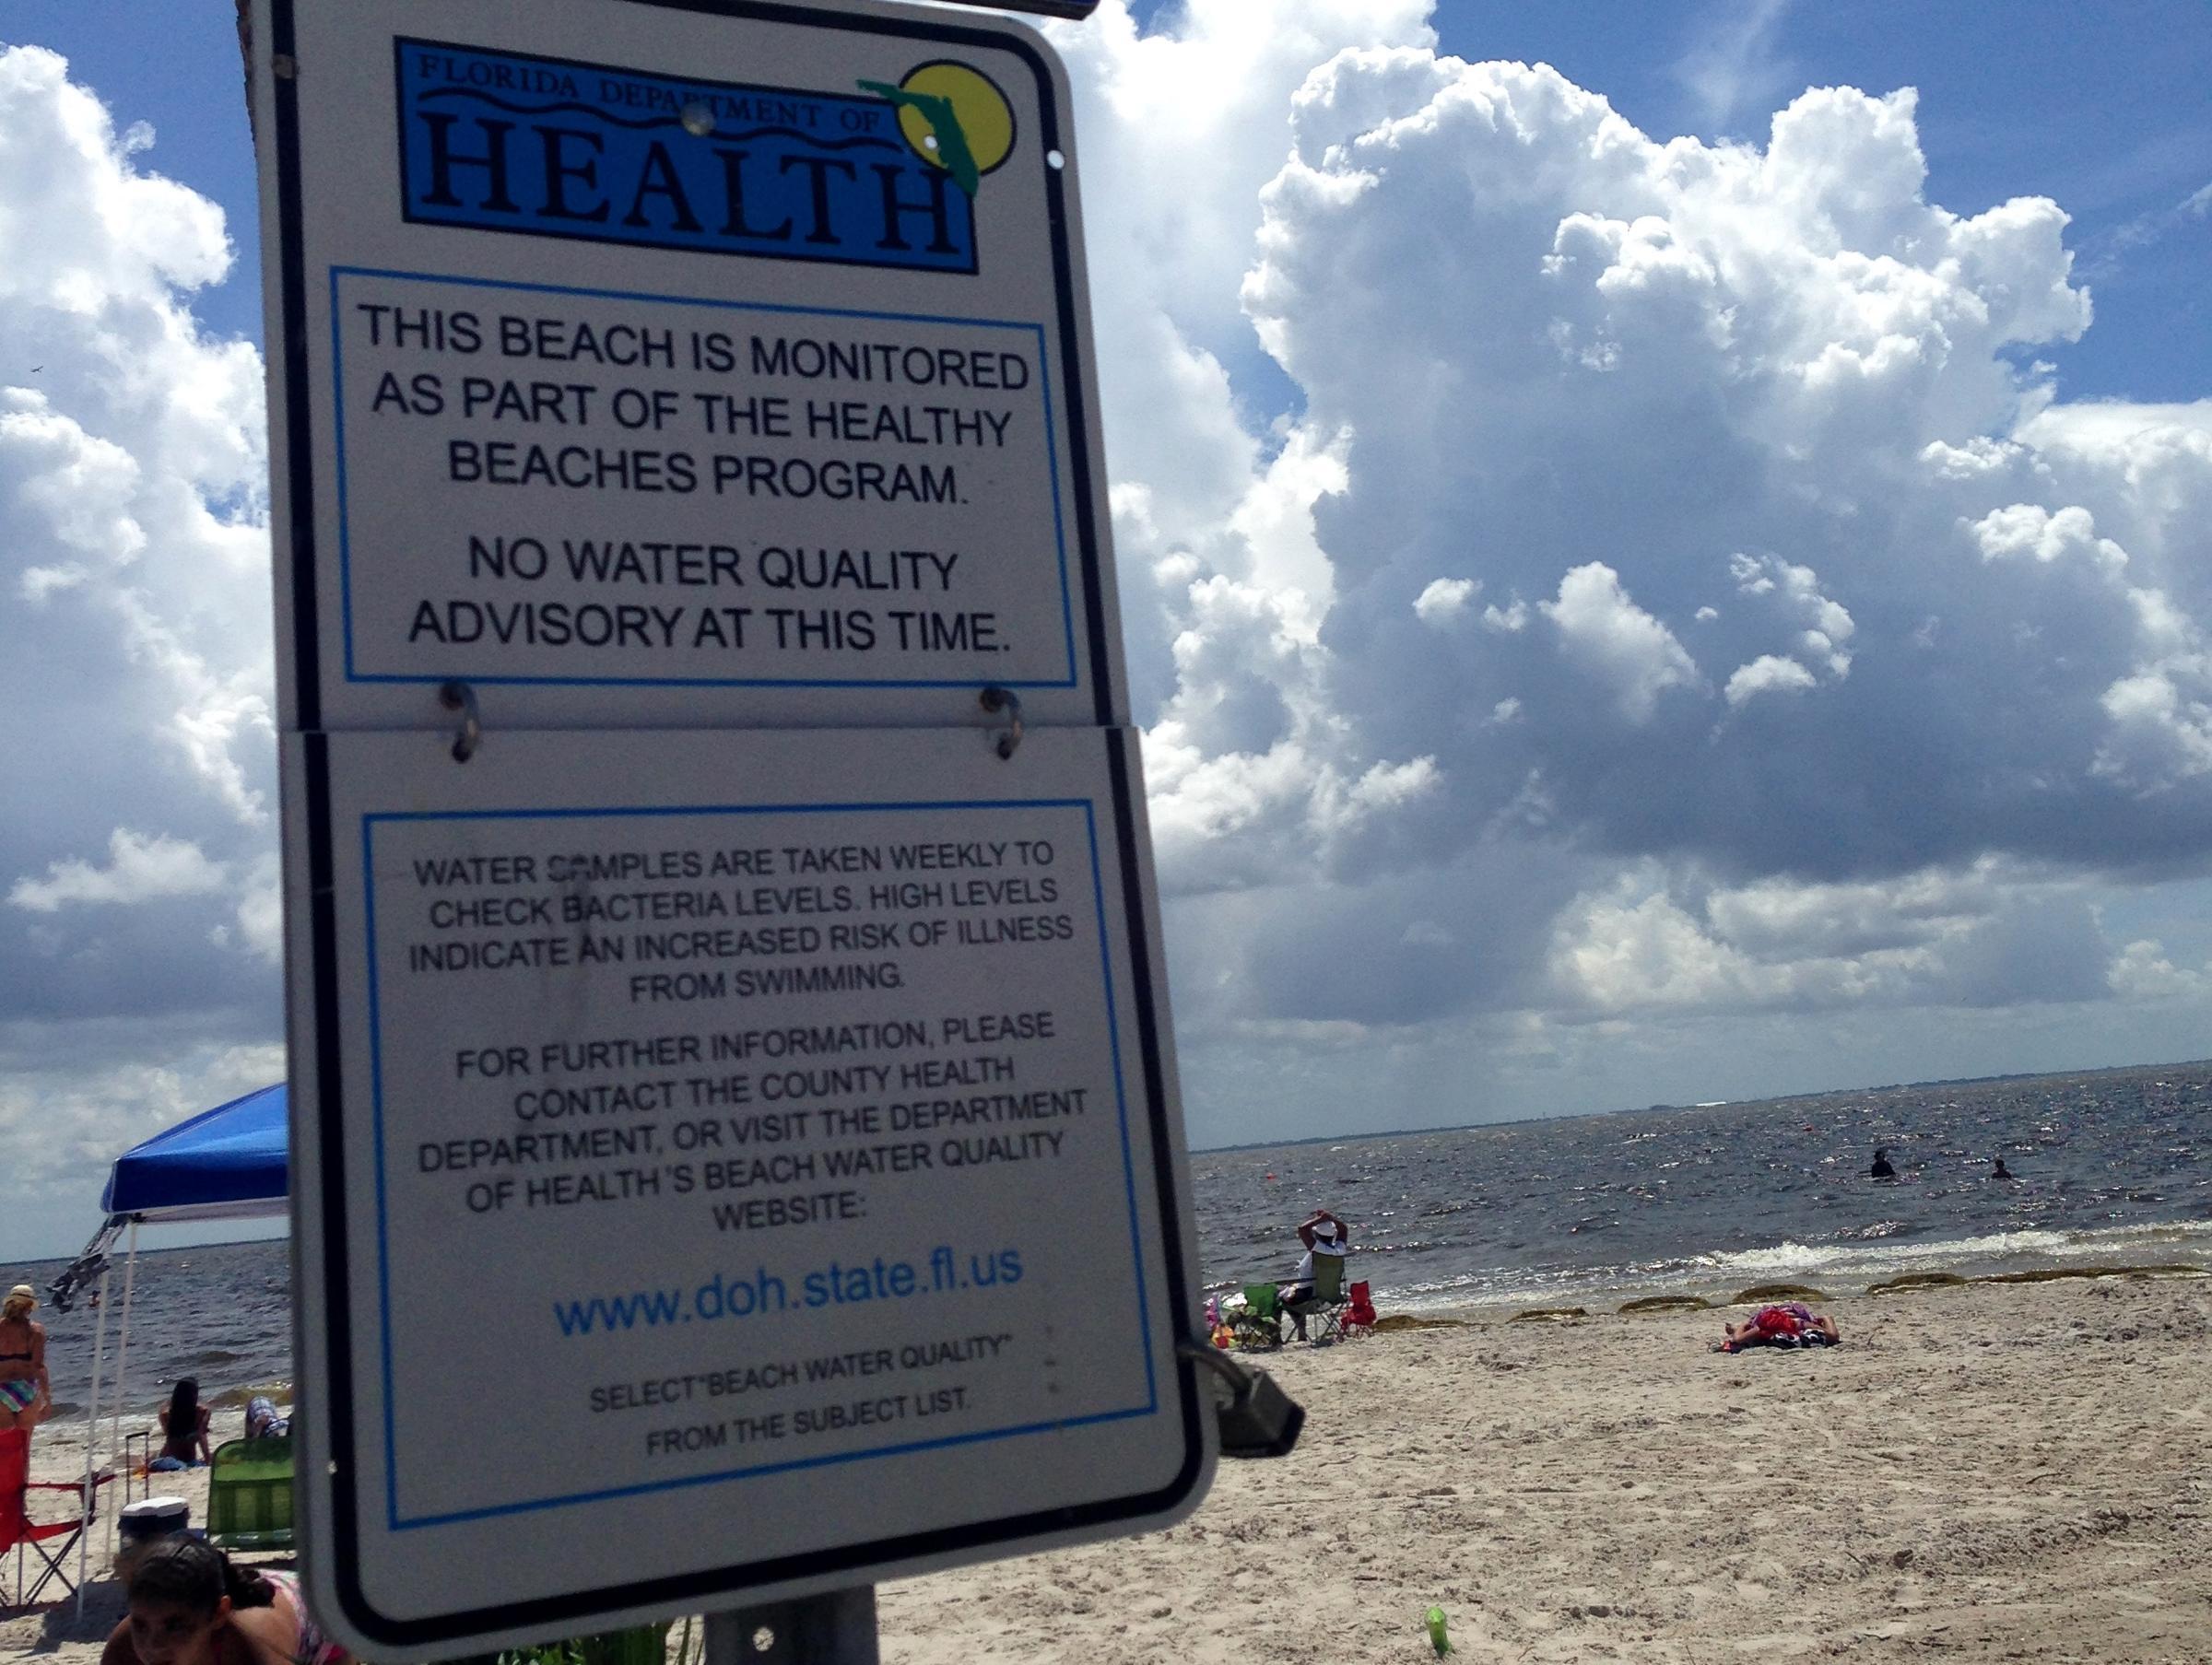 FLORIDA DEPARTMENT OF
HEALTH
THIS BEACH IS MONITORED
AS PART OF THE HEALTHY
BEACHES PROGRAM.
NO WATER QUALITY
ADVISORY AT THIS TIME.
WATER SAMPLES ARE TAKEN WEEKLY TO
CHECK BACTERIA LEVELS. HIGH LEVELS
INDICATE AN INCREASED RISK OF ILLNESS
FROM SWIMMING.
FOR FURTHER INFORMATION, PLEASE
CONTACT THE COUNTY HEALTH
DEPARTMENT, OR VISIT THE DEPARTMENT
OF HEALTH'S BEACH WATER QUALITY
WEBSITE:
www.doh.state.fl.us
SELECT "BEACH WATER QUALITY"
FROM THE SUBJECT LIST.